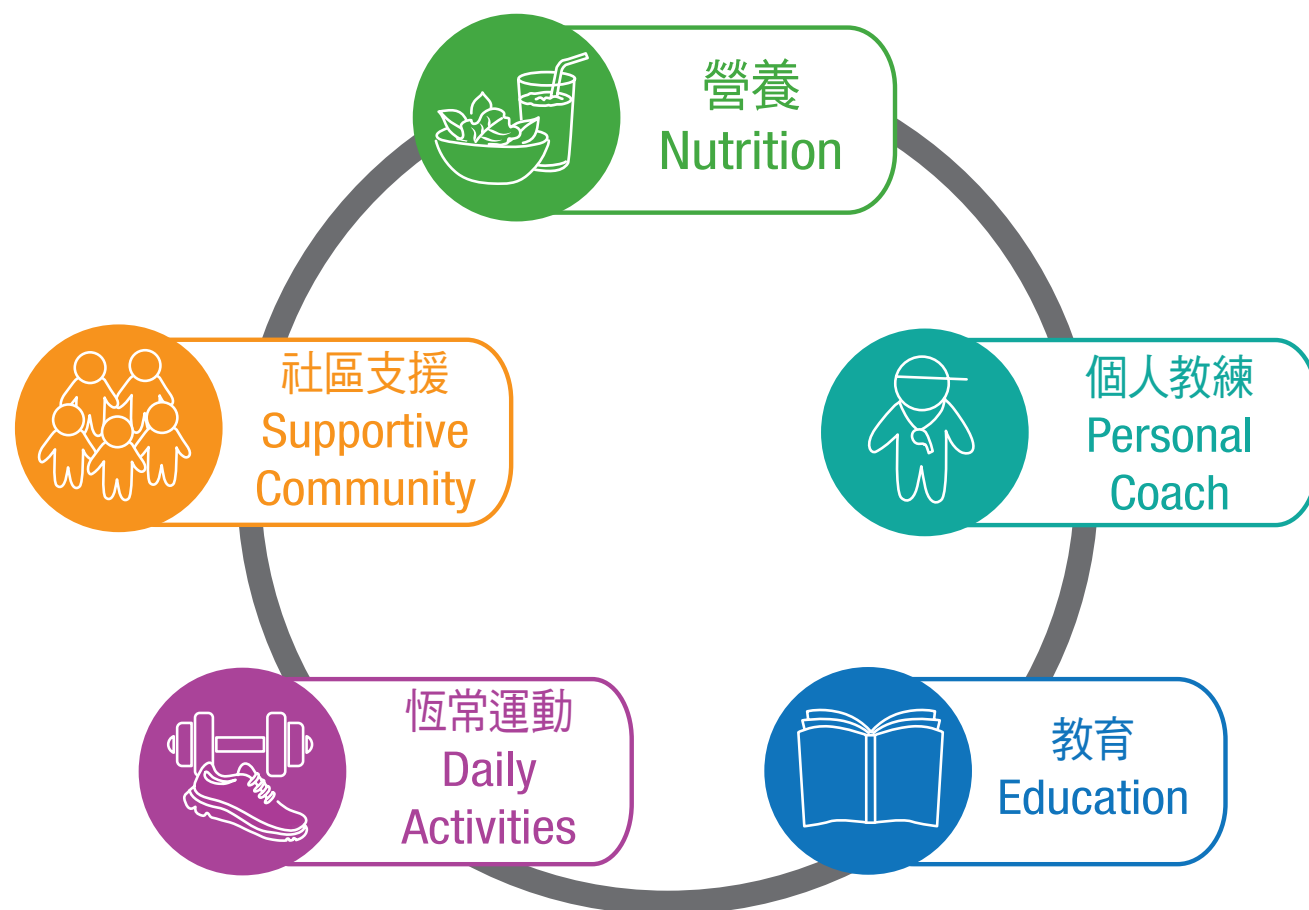 營養
Nutrition
社區支援
Supportive
Community
個人教練
Personal
Coach
恆常運動
Daily
Activities
教育
Education